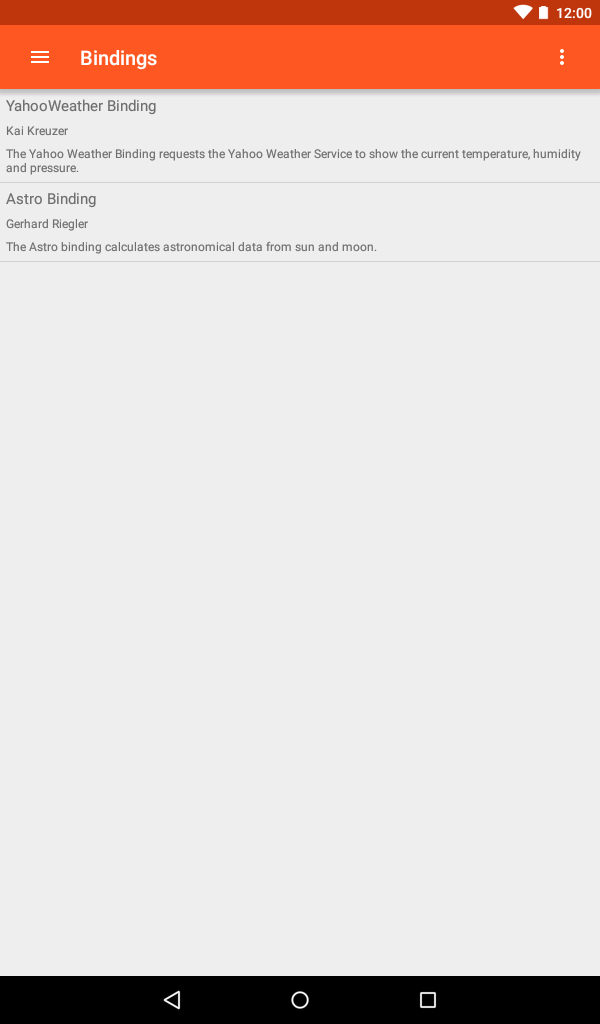 12:00
Bindings
YahooWeather Binding
Kai Kreuzer
The Yahoo Weather Binding requests the Yahoo Weather Service to show the current temperature, humidity
and pressure.
Astro Binding
Gerhard Riegler
The Astro binding calculates astronomical data from sun and moon.